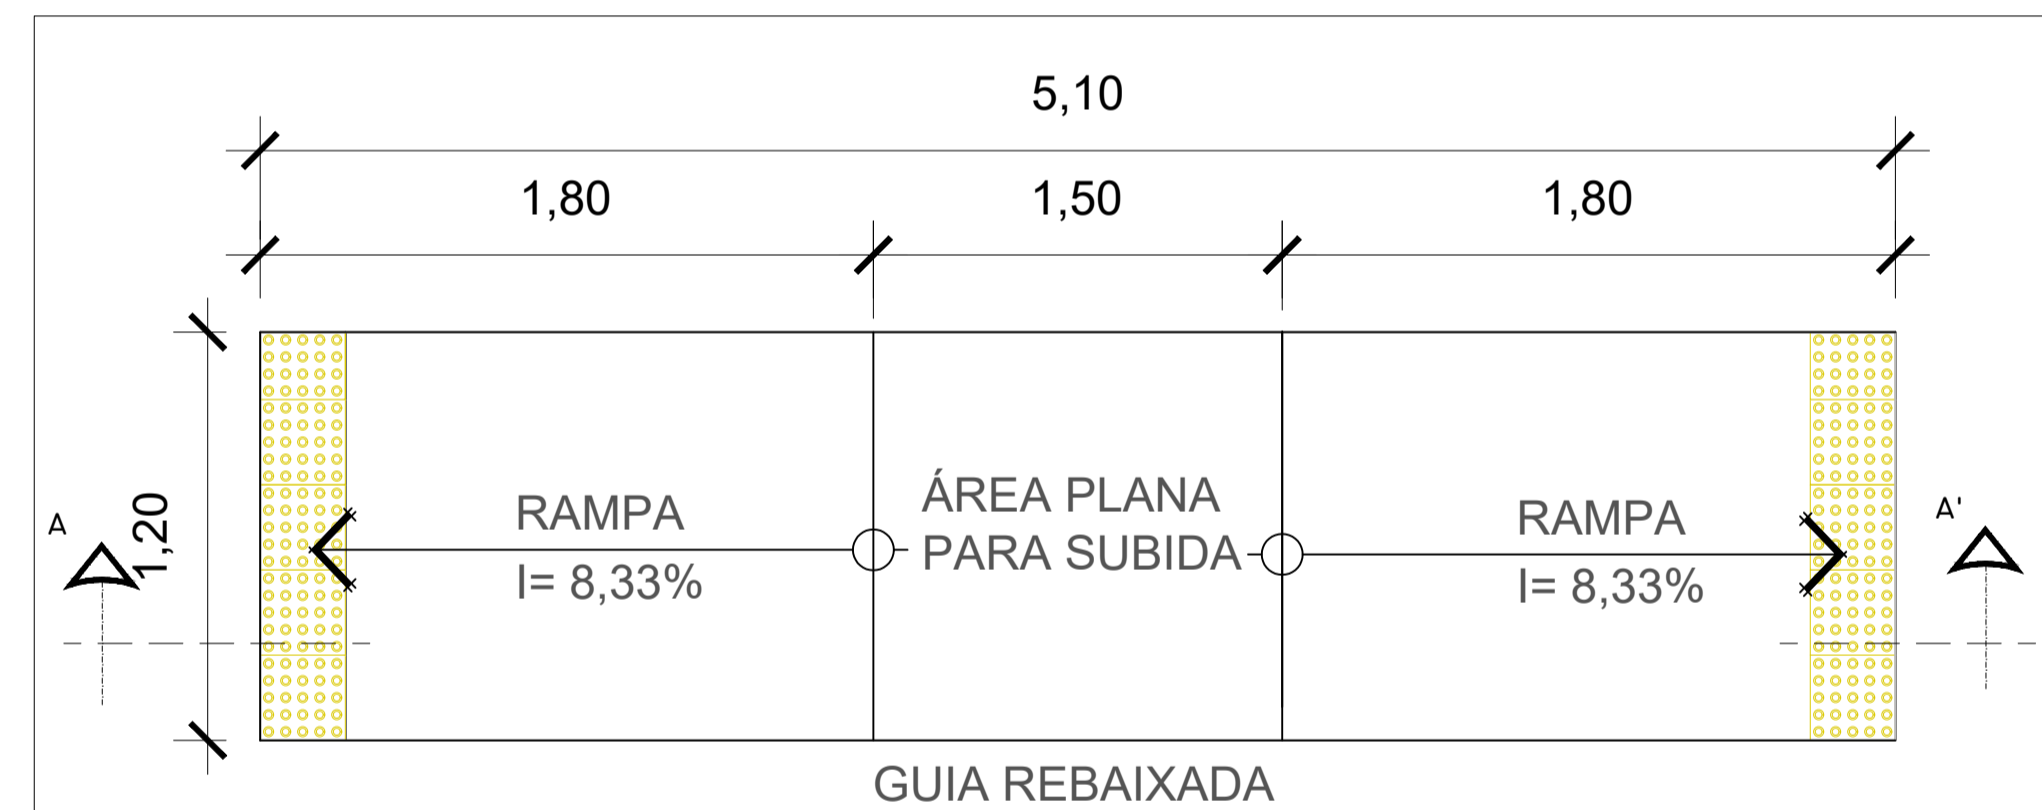 5,10
1,80
1,50
1,80
1,20
A
A'
RAMPA
I= 8,33%
ÁREA PLANA
PARA SUBIDA
RAMPA
I= 8,33%
GUIA REBAIXADA